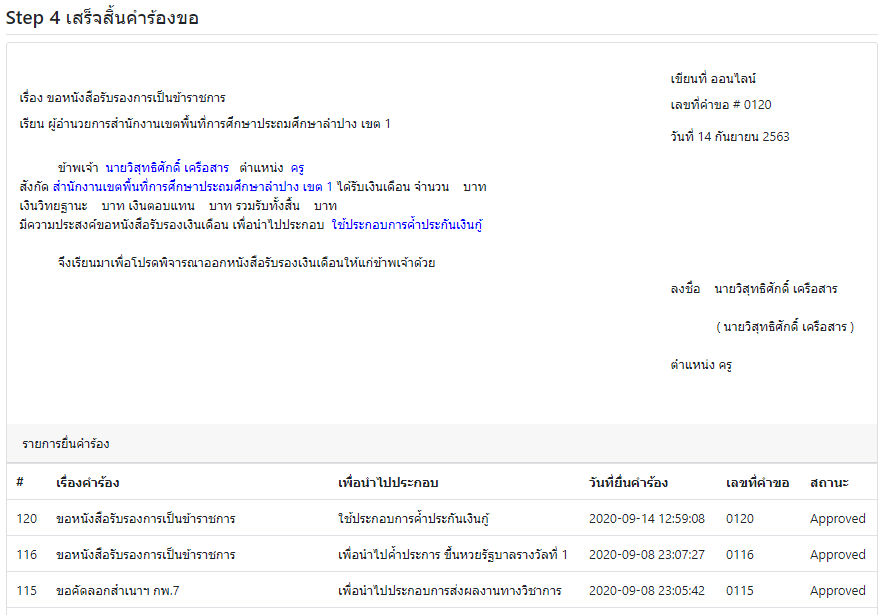 Step 4 เสร็จสิ้นคำร้องขอ
เขียนที่ ออนไลน์
เรื่อง ขอหนังสือรับรองการเป็นข้าราชการ
เลขที่คำขอ # 0120
เรียน ผู้อำนวยการสำนักงานเขตพื้นที่การศึกษาประถมศึกษาลำปาง เขต 1
วันที่ 14 กันยายน 2563
ข้าพเจ้า นายวิสุทธิศักดิ์ เครือสาร ตำแหน่ง ครู
สังกัด สำนักงานเขตพื้นที่การศึกษาประถมศึกษาลำปาง เขต 1 ได้รับเงินเดือน จำนวน บาท
เงินวิทยฐานะ บาท เงินตอบแทน บาท รวมรับทั้งสิ้น บาท
มีความประสงค์ขอหนังสือรับรองเงินเดือน เพื่อนำไปประกอบ ใช้ประกอบการค้ำประกันเงินกู้
จึงเรียนมาเพื่อโปรดพิจารณาออกหนังสือรับรองเงินเดือนให้แก่ข้าพเจ้าด้วย
ลงชื่อ นายวิสุทธิศักดิ์ เครือสาร
( นายวิสุทธิศักดิ์ เครือสาร )
ตำแหน่ง ครู
รายการยื่นคำร้อง
# เรื่องคำร้อง เพื่อนำไปประกอบ วันที่ยื่นคำร้อง เลขที่คำขอ สถานะ
120 ขอหนังสือรับรองการเป็นข้าราชการ ใช้ประกอบการค้ำประกันเงินกู้ 2020-09-14 12:59:08 0120 Approved
116 ขอหนังสือรับรองการเป็นข้าราชการ เพื่อนำไปค้ำประการ ขึ้นหวยรัฐบาลรางวัลที่ 1 2020-09-08 23:07:27 0116 Approved
115 ขอคัดลอกสำเนาฯ กพ.7 เพื่อนำไปประกอบการส่งผลงานทางวิชาการ 2020-09-08 23:05:42 0115 Approved